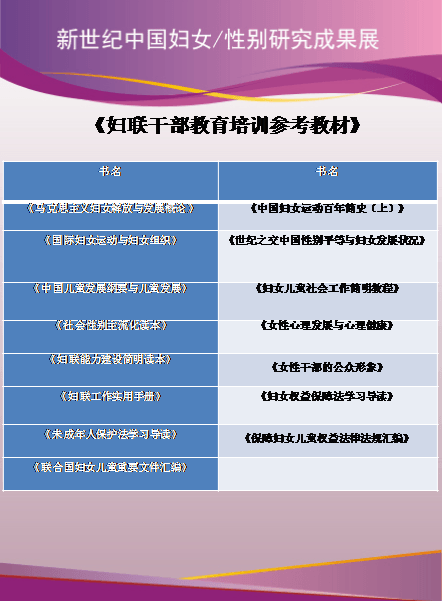 新世纪中国妇女/性别研究成果展
《妇联干部教育培训参考教材》
书名 书名
《马克思主义妇女解放与发展概论》 《中国妇女运动百年简史（上）》
《国际妇女运动与妇女组织》 《世纪之交中国性别平等与妇女发展状况》
《中国儿童发展纲要与儿童发展》 《妇女儿童社会工作简明教程》
《社会性别主流化读本》 《女性心理发展与心理健康》
《妇联能力建设简明读本》 《女性干部的公众形象》
《妇联工作实用手册》 《妇女权益保障法学习导读》
《未成年人保护法学习导读》 《保障妇女儿童权益法律法规汇编》
《联合国妇女儿童重要文件汇编》